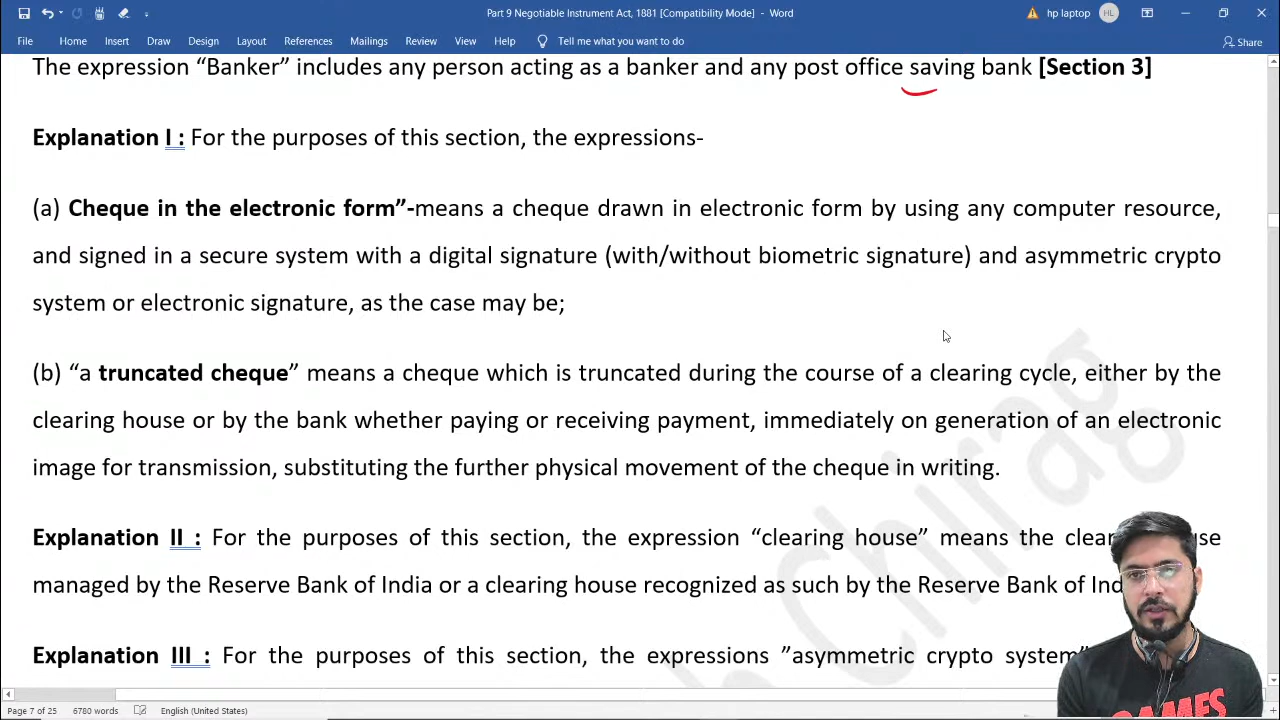 Part 9 Negotiable Instrument Act, 1881 [Compatibility Mode] - Word
hp laptop
HL
File Home Insert Draw Design Layout References Mailings Review View Help Tell me what you want to do
Share
The expression “Banker” includes any person acting as a banker and any post office saving bank [Section 3]
Explanation I : For the purposes of this section, the expressions-
(a) Cheque in the electronic form”-means a cheque drawn in electronic form by using any computer resource,
and signed in a secure system with a digital signature (with/without biometric signature) and asymmetric crypto
system or electronic signature, as the case may be;
(b) “a truncated cheque” means a cheque which is truncated during the course of a clearing cycle, either by the
clearing house or by the bank whether paying or receiving payment, immediately on generation of an electronic
image for transmission, substituting the further physical movement of the cheque in writing.
Explanation II : For the purposes of this section, the expression “clearing house” means the
managed by the Reserve Bank of India or a clearing house recognized as such by the Reserve Bank of
Explanation III : For the purposes of this section, the expressions ”asymmetric crypto system”
Chirag
GAMES
Page 7 of 25 6780 words English (United States)